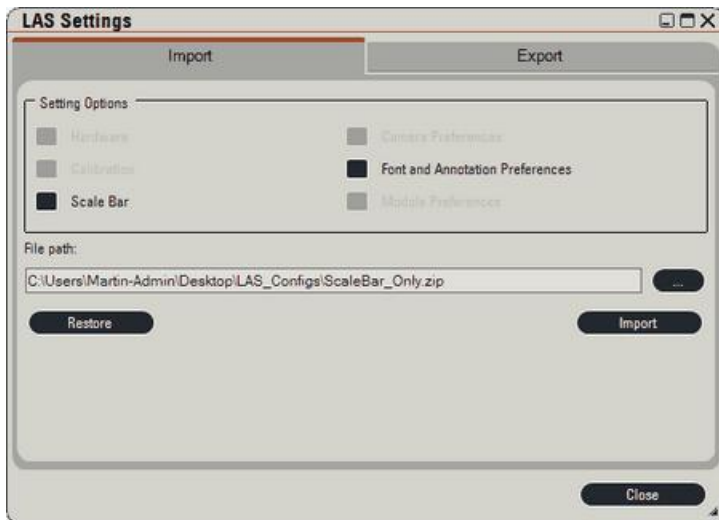 LAS Settings
Import
Export
Setting Options
Hardware
Camera Preferences
Calibration
Font and Annotation Preferences
Scale Bar
Module Preferences
File path:
C:\Users\Martin-Admin\Desktop\LAS_Configs\ScaleBar_Only.zip
...
Restore
Import
Close